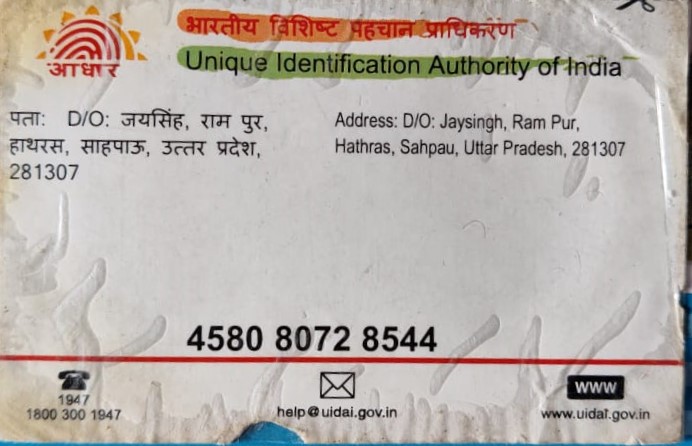 भारतीय विशिष्ट पहचान प्राधिकरण
Unique Identification Authority of India
आधार
पता: D/O: जयसिंह, राम पुर,
हाथरस, साहपाऊ, उत्तर प्रदेश,
281307
Address: D/O: Jaysingh, Ram Pur,
Hathras, Sahpau, Uttar Pradesh, 281307
4580 8072 8544
1947
1800 300 1947
help@uidai.gov.in
www
www.uidai.gov.in